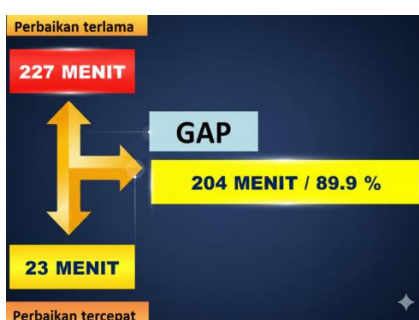 Perbaikan terlama
227 MENIT
GAP
204 MENIT / 89.9 %
23 MENIT
Perbaikan tercepat